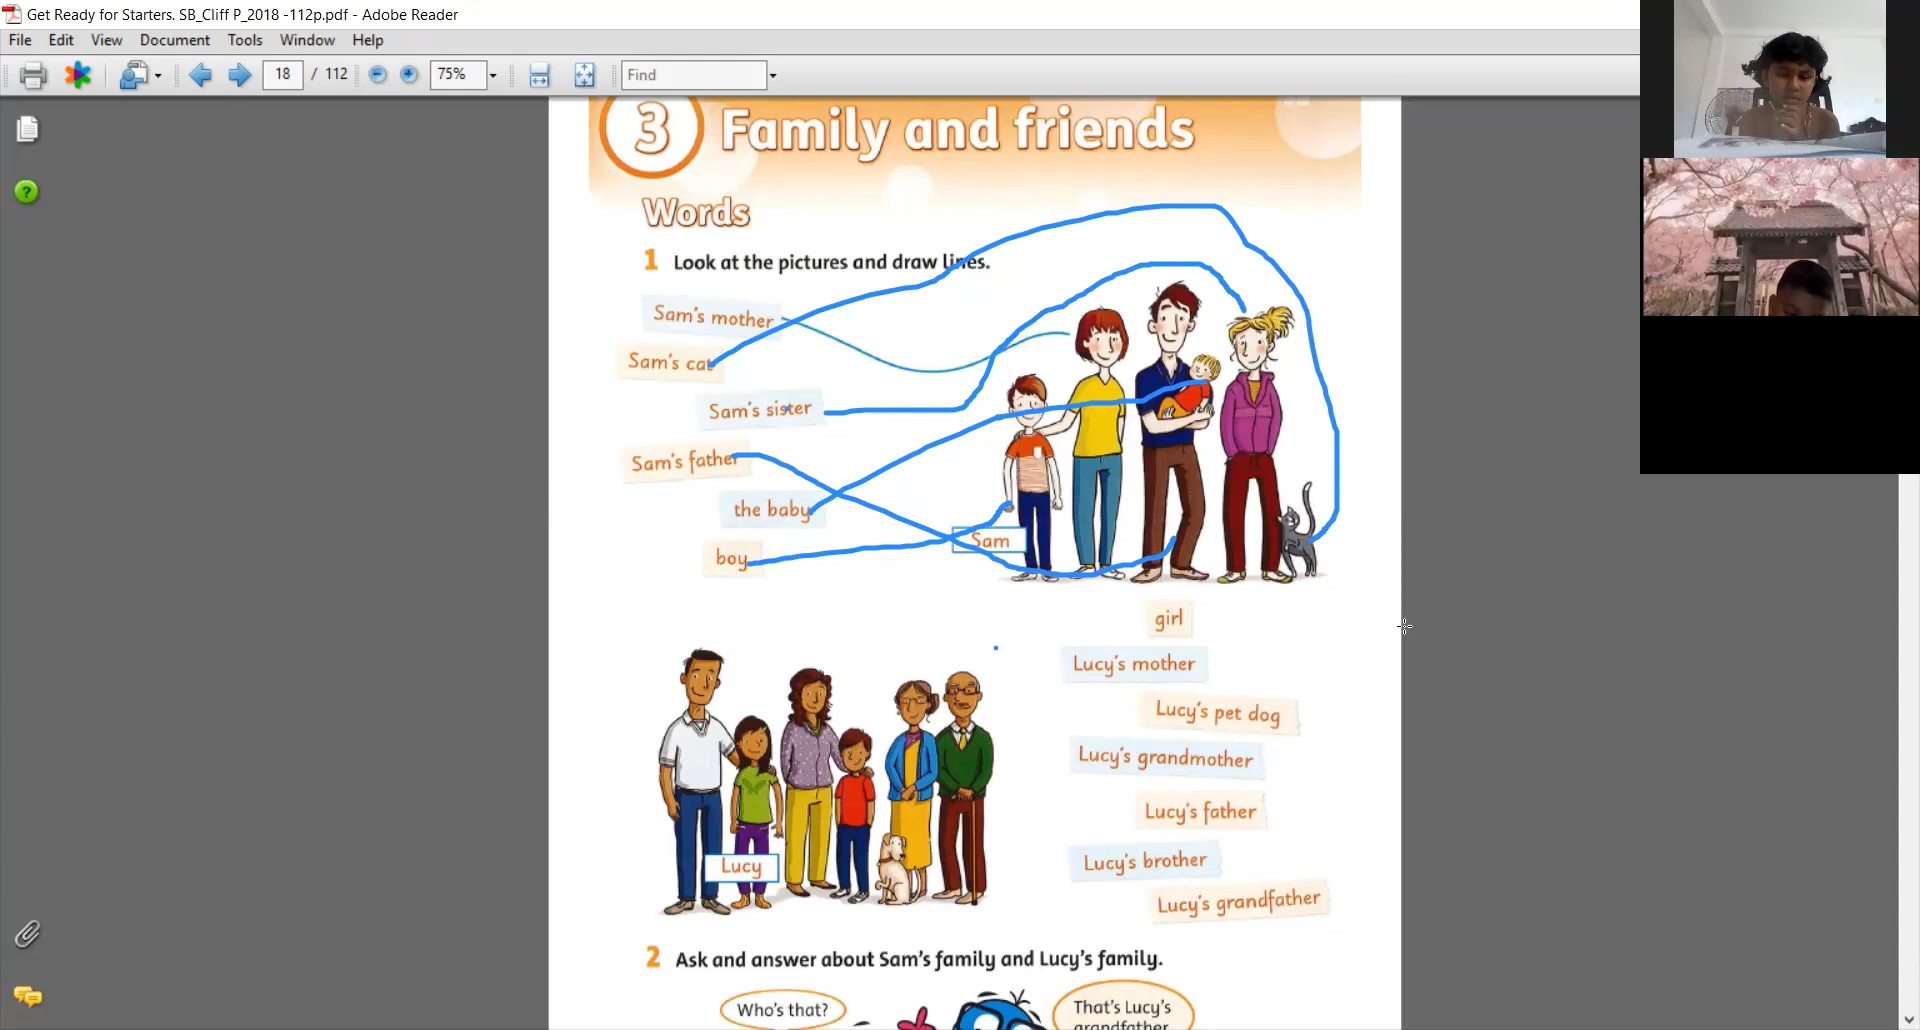 Get Ready for Starters. SB_Cliff P_2018 -112p.pdf - Adobe Reader
File Edit View Document Tools Window Help
18 / 112 75% Find
3 Family and friends
Words
1 Look at the pictures and draw lines.
Sam's mother
Sam's cat
Sam's sister
Sam's father
the baby
boy
Sam
girl
Lucy's mother
Lucy's pet dog
Lucy's grandmother
Lucy's father
Lucy's brother
Lucy's grandfather
Lucy
2 Ask and answer about Sam's family and Lucy's family.
Who's that?
That's Lucy's
grandfather